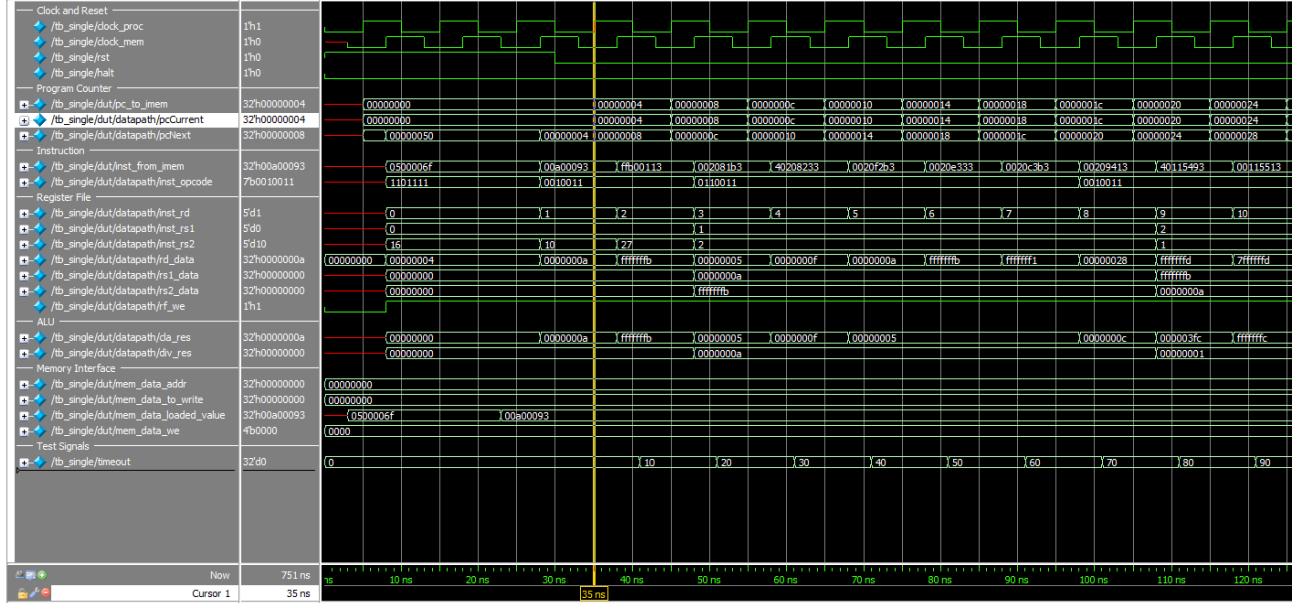 Clock and Reset
/tb_single/clock_proc 1'h1
/tb_single/clock_mem 1'h0
/tb_single/rst 1'h0
/tb_single/halt 1'h0
Program Counter
/tb_single/dut/pc_to_imem 32'h00000004 00000000 00000004 00000008 0000000c 00000010 00000014 00000018 0000001c 00000020 00000024
/tb_single/dut/datapath/pcCurrent 32'h00000004 00000000 00000004 00000008 0000000c 00000010 00000014 00000018 0000001c 00000020 00000024
/tb_single/dut/datapath/pcNext 32'h00000008 00000050 00000004 00000008 0000000c 00000010 00000014 00000018 0000001c 00000020 00000024 00000028
Instruction
/tb_single/dut/inst_from_imem 32'h00a00093 0500006f 00a00093 ffb00113 002081b3 40208233 0020f2b3 0020e333 0020c3b3 00209413 40115493 00115513
/tb_single/dut/datapath/inst_opcode 7'b0010011 1101111 0010011 0110011 0010011
Register File
/tb_single/dut/datapath/inst_rd 5'd1 0 1 2 3 4 5 6 7 8 9 10
/tb_single/dut/datapath/inst_rs1 5'd0 0 1 2
/tb_single/dut/datapath/inst_rs2 5'd10 16 10 27 2 1
/tb_single/dut/datapath/rd_data 32'h0000000a 00000000 00000004 0000000a fffffffb 00000005 0000000f 0000000a fffffffb fffffff1 00000028 fffffffd 7ffffffd
/tb_single/dut/datapath/rs1_data 32'h00000000 00000000 0000000a fffffffb
/tb_single/dut/datapath/rs2_data 32'h00000000 00000000 fffffffb 0000000a
/tb_single/dut/datapath/rf_we 1'h1
ALU
/tb_single/dut/datapath/cla_res 32'h0000000a 00000000 0000000a fffffffb 00000005 0000000f 00000005 0000000c 000003fc fffffffc
/tb_single/dut/datapath/div_res 32'h00000000 00000000 0000000a 00000001
Memory Interface
/tb_single/dut/mem_data_addr 32'h00000000 00000000
/tb_single/dut/mem_data_to_write 32'h00000000 00000000
/tb_single/dut/mem_data_loaded_value 32'h00a00093 0500006f 00a00093
/tb_single/dut/mem_data_we 4'b0000 0000
Test Signals
/tb_single/timeout 32'd0 0 10 20 30 40 50 60 70 80 90
Now 751 ns ns 10 ns 20 ns 30 ns 40 ns 50 ns 60 ns 70 ns 80 ns 90 ns 100 ns 110 ns 120 ns
Cursor 1 35 ns 35 ns